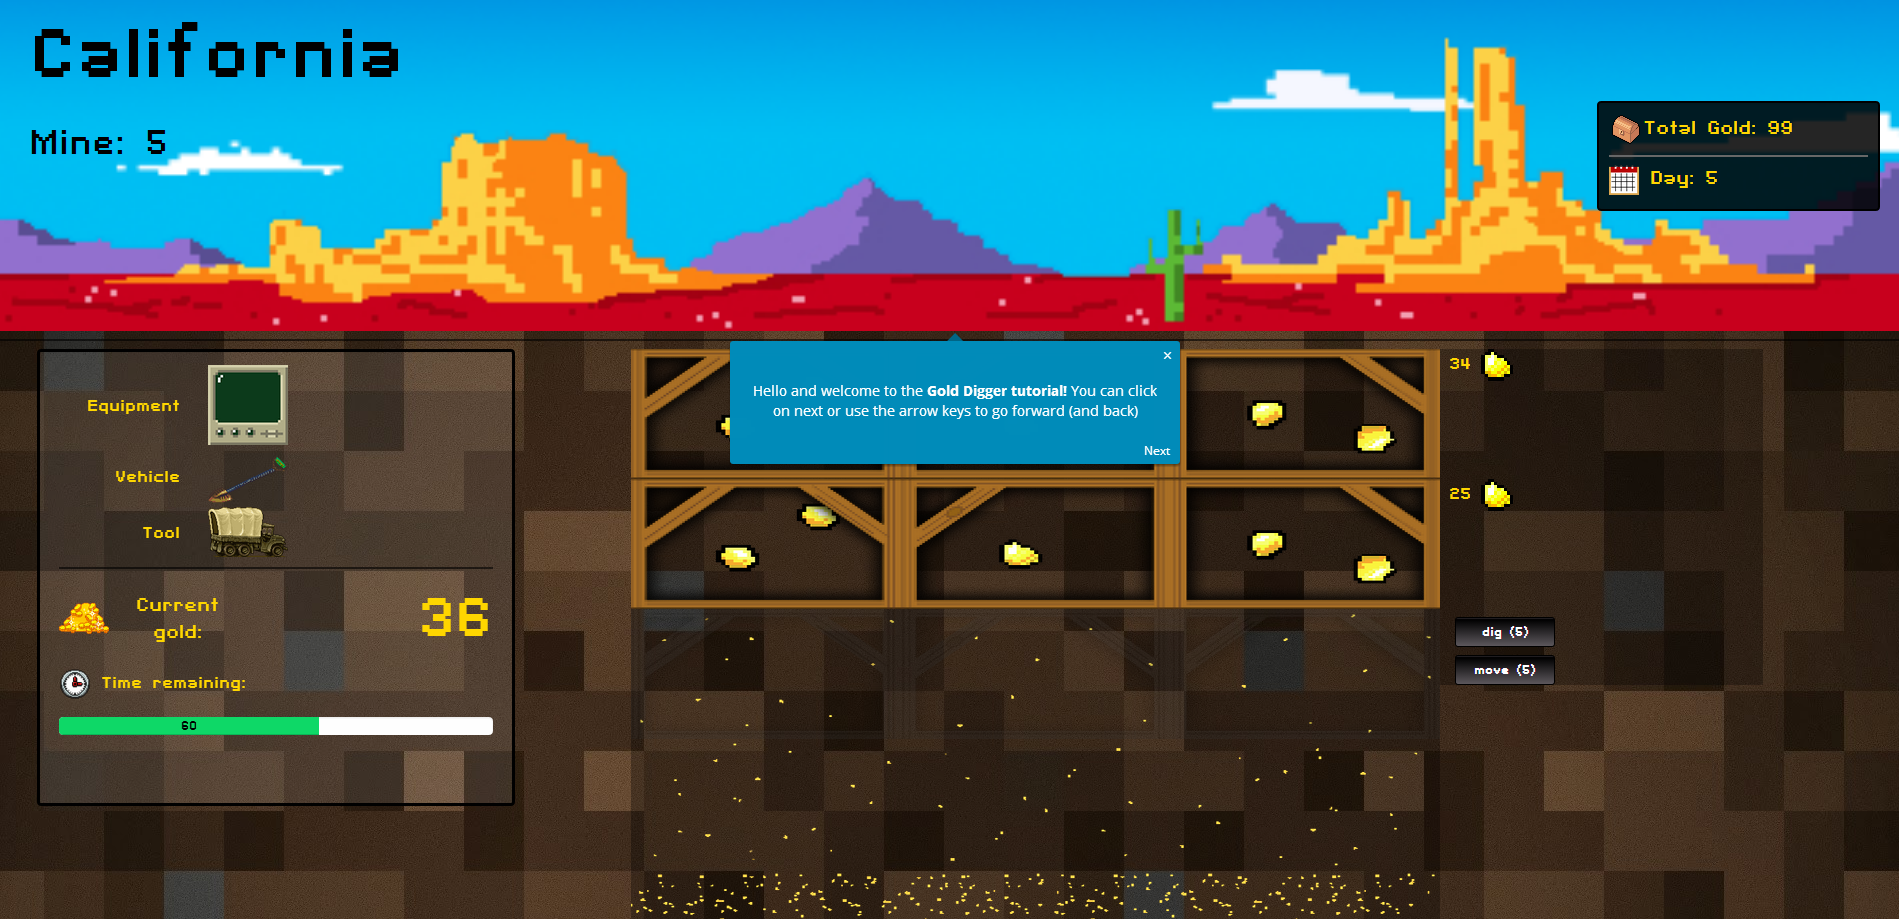 California
Mine: 5
Total Gold: 99
Day: 5
×
Hello and welcome to the Gold Digger tutorial! You can click
on next or use the arrow keys to go forward (and back)
Next
34
25
Equipment
Vehicle
Tool
Current
gold:
36
Time remaining:
60
dig (5)
move (5)